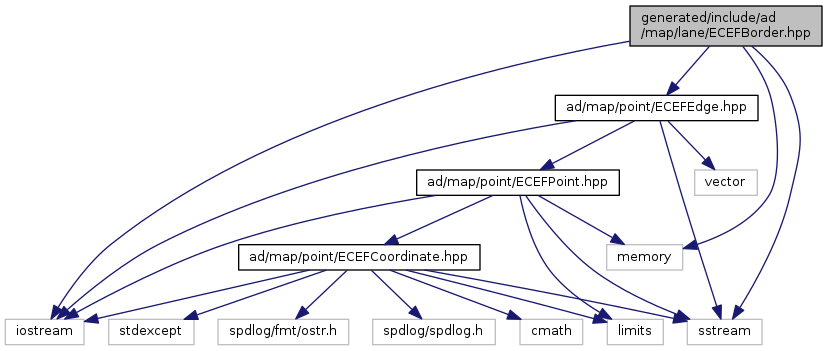 generated/include/ad
/map/lane/ECEFBorder.hpp
ad/map/point/ECEFEdge.hpp
ad/map/point/ECEFPoint.hpp
vector
ad/map/point/ECEFCoordinate.hpp
memory
iostream
stdexcept
spdlog/fmt/ostr.h
spdlog/spdlog.h
cmath
limits
sstream